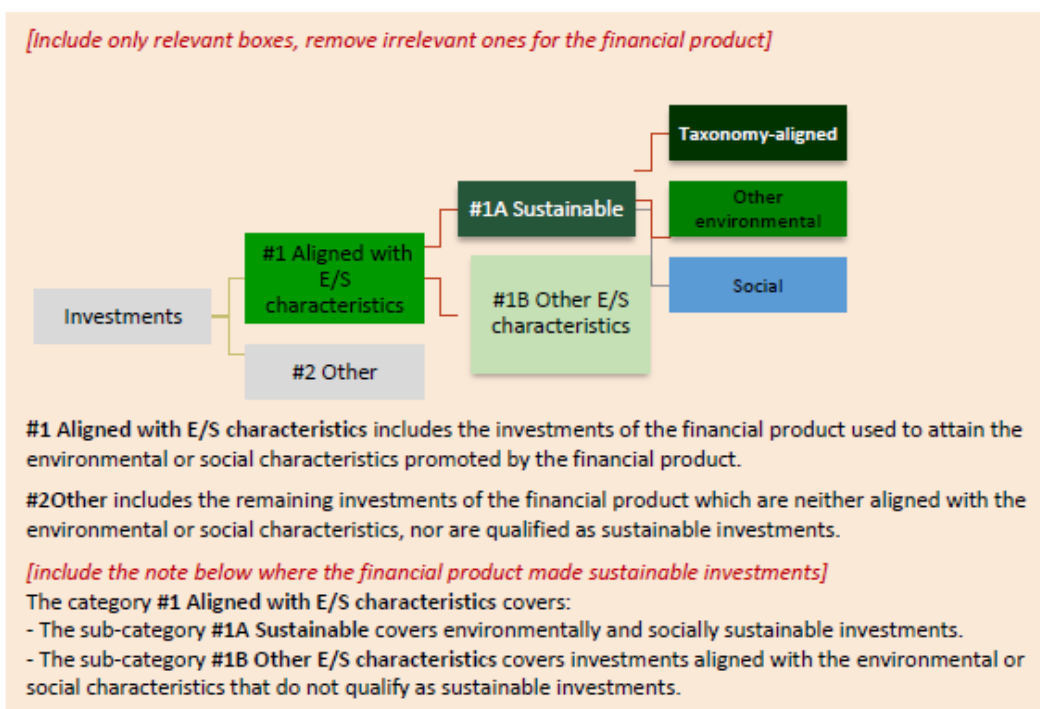 [Include only relevant boxes, remove irrelevant ones for the financial product]
Taxonomy-aligned
#1A Sustainable
Other
environmental
#1 Aligned with
E/S
characteristics
Social
#1B Other E/S
characteristics
Investments
#2 Other
#1 Aligned with E/S characteristics includes the investments of the financial product used to attain the
environmental or social characteristics promoted by the financial product.
#2Other includes the remaining investments of the financial product which are neither aligned with the
environmental or social characteristics, nor are qualified as sustainable investments.
[include the note below where the financial product made sustainable investments]
The category #1 Aligned with E/S characteristics covers:
- The sub-category #1A Sustainable covers environmentally and socially sustainable investments.
- The sub-category #1B Other E/S characteristics covers investments aligned with the environmental or
social characteristics that do not qualify as sustainable investments.